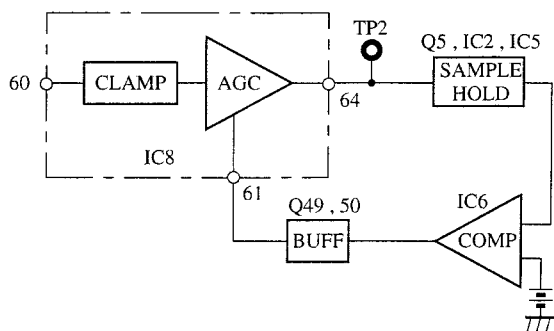 TP2
Q5 , IC2 , IC5
60
CLAMP
AGC
64
SAMPLE
HOLD
IC8
61
Q49 , 50
BUFF
IC6
COMP